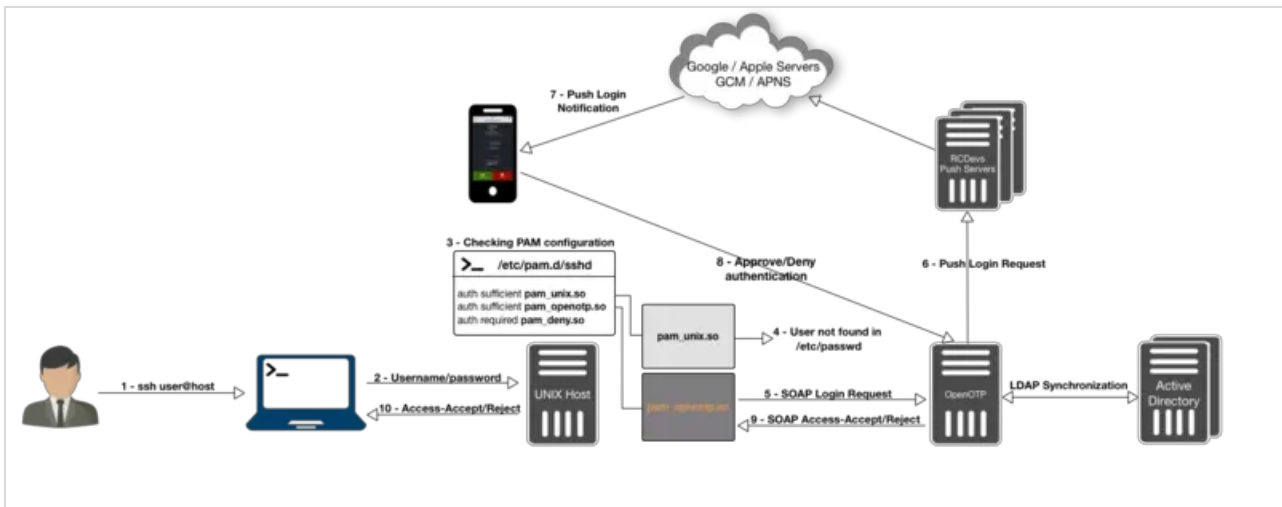 Google / Apple Servers
GCM / APNS
7 - Push Login
Notification
RCDevs
Push Servers
3 - Checking PAM configuration
>_ /etc/pam.d/sshd
auth sufficient pam_unix.so
auth sufficient pam_openotp.so
auth required pam_deny.so
8 - Approve/Deny
authentication
6 - Push Login Request
pam_unix.so
4 - User not found in
/etc/passwd
1 - ssh user@host
>_
2 - Username/password
10 - Access-Accept/Reject
UNIX Host
pam_openotp.so
5 - SOAP Login Request
9 - SOAP Access-Accept/Reject
OpenOTP
LDAP Synchronization
Active
Directory